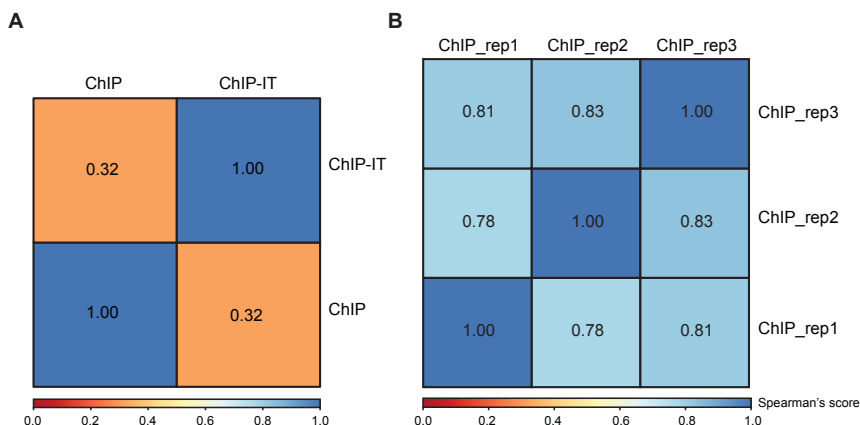 A
ChIP ChIP-IT
0.32 1.00 ChIP-IT
1.00 0.32 ChIP
0.0 0.2 0.4 0.6 0.8 1.0
B
ChIP_rep1 ChIP_rep2 ChIP_rep3
0.81 0.83 1.00 ChIP_rep3
0.78 1.00 0.83 ChIP_rep2
1.00 0.78 0.81 ChIP_rep1
Spearman's score
0.0 0.2 0.4 0.6 0.8 1.0